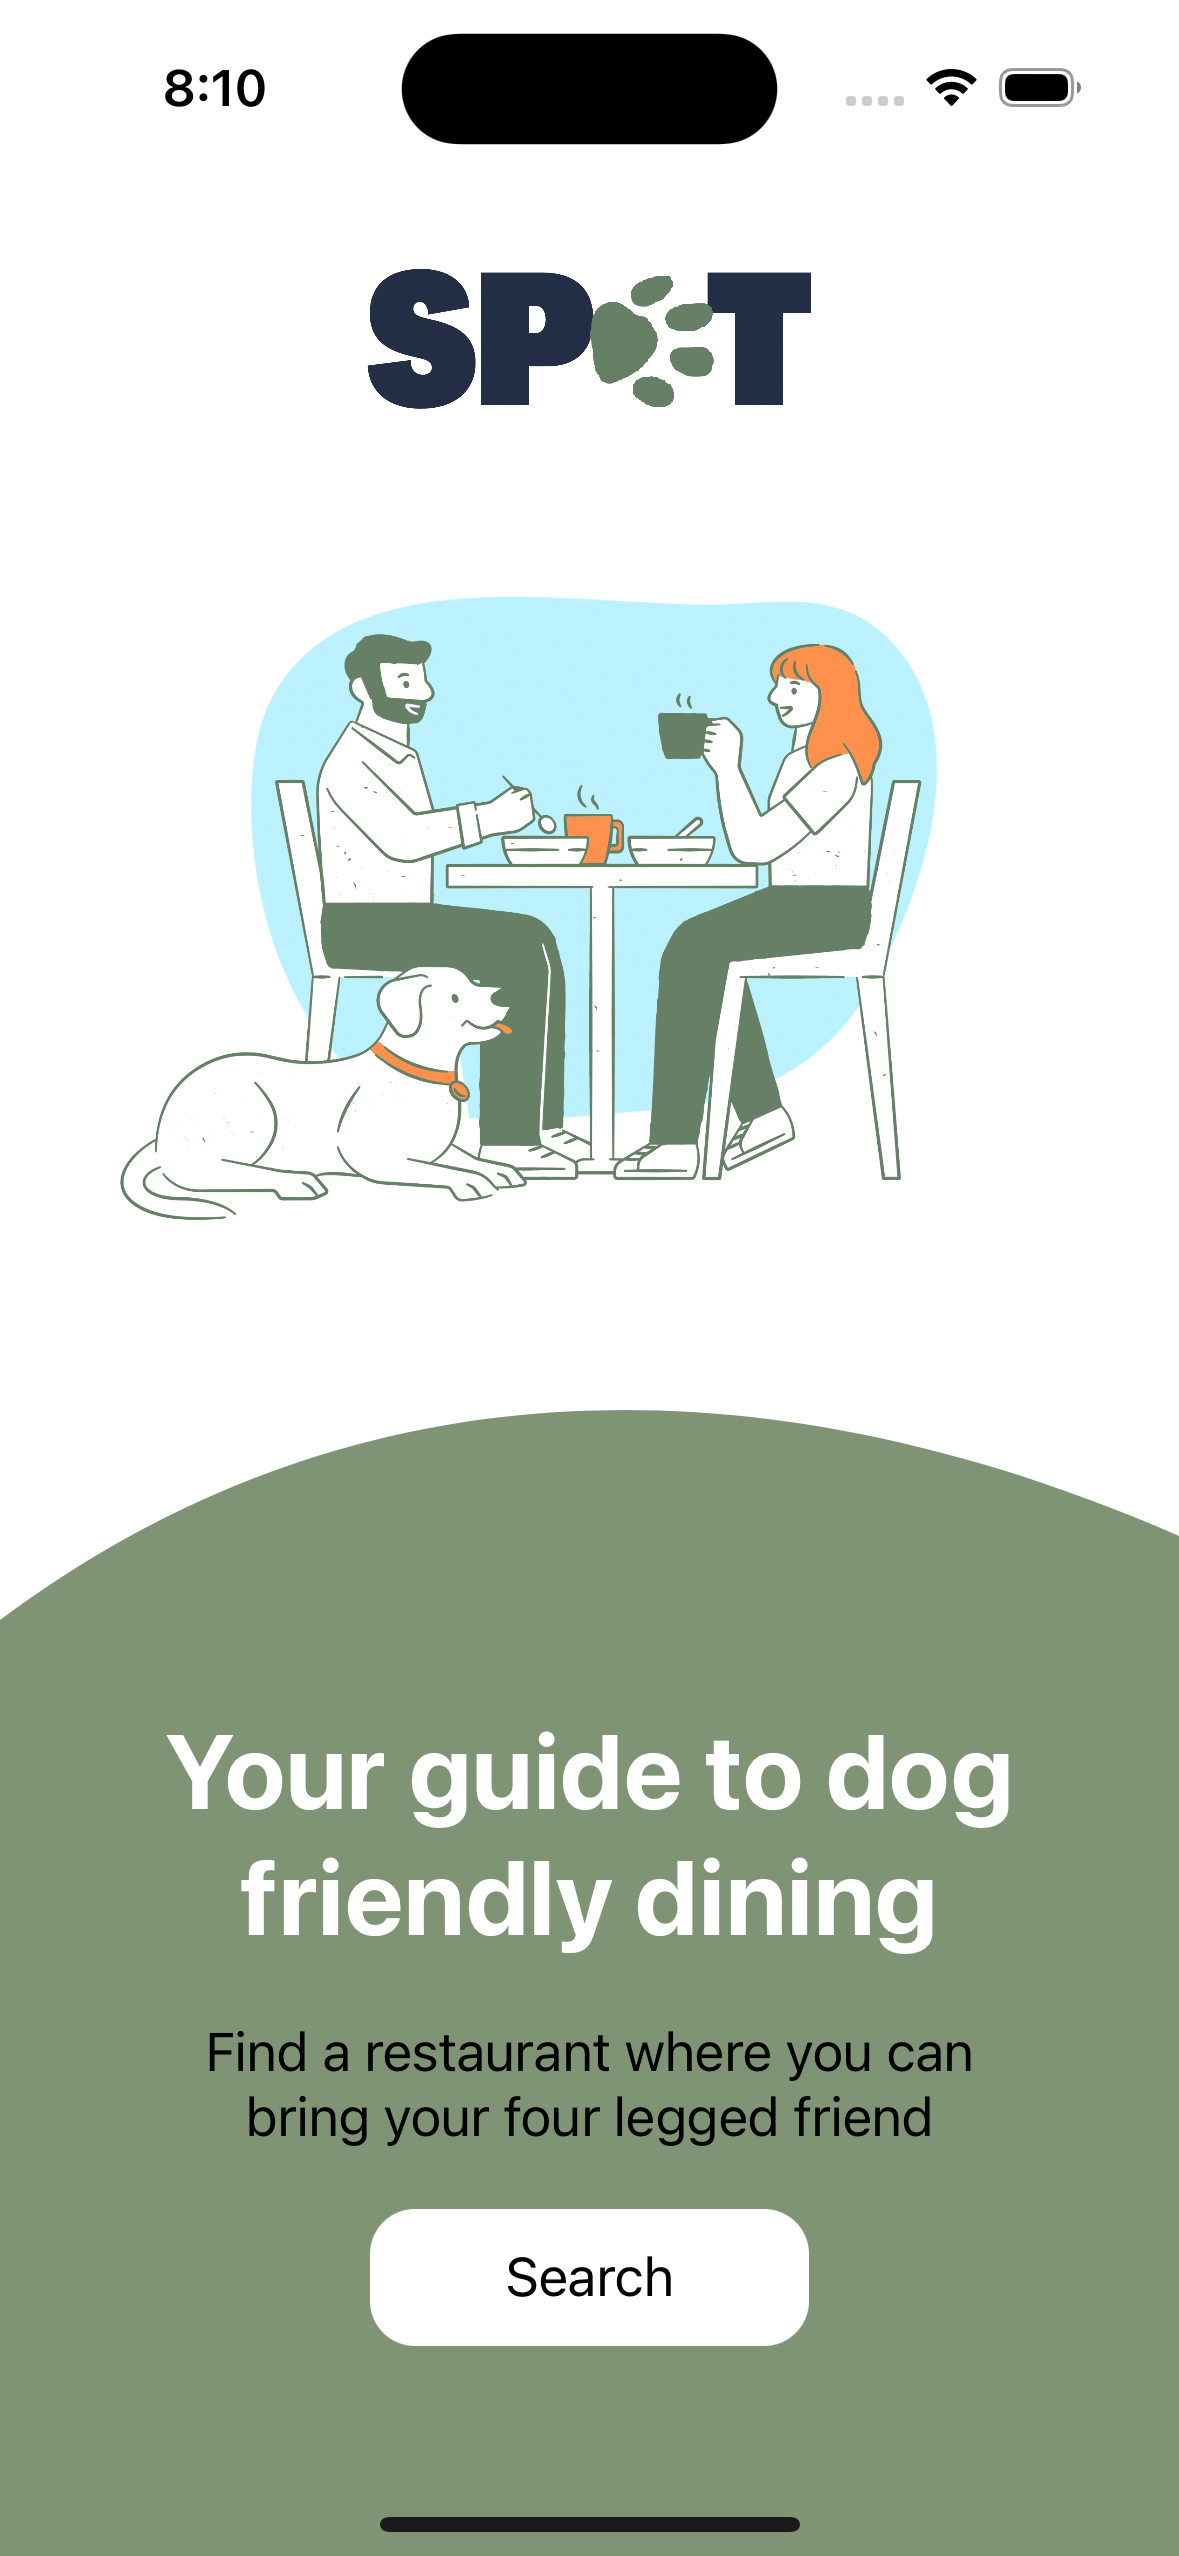 8:10
SPOT
Your guide to dog
friendly dining
Find a restaurant where you can
bring your four legged friend
Search